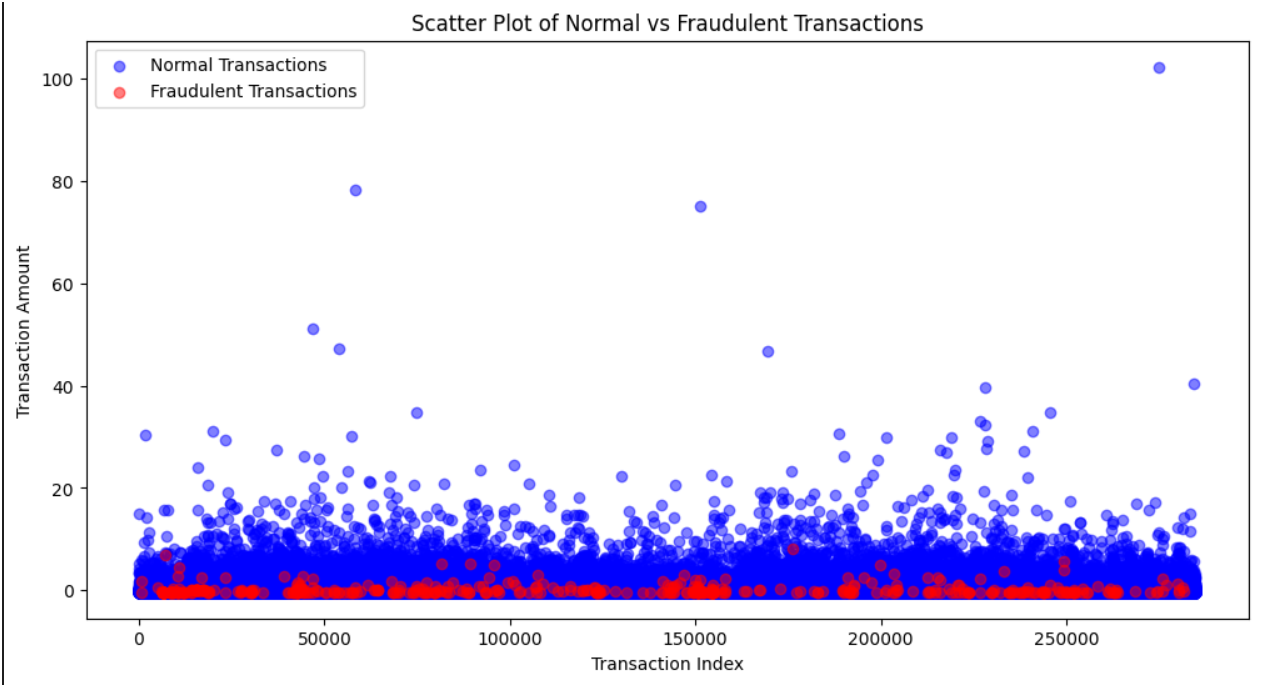 Scatter Plot of Normal vs Fraudulent Transactions
Normal Transactions
Fraudulent Transactions
100
80
60
40
20
0
Transaction Amount
0 50000 100000 150000 200000 250000
Transaction Index